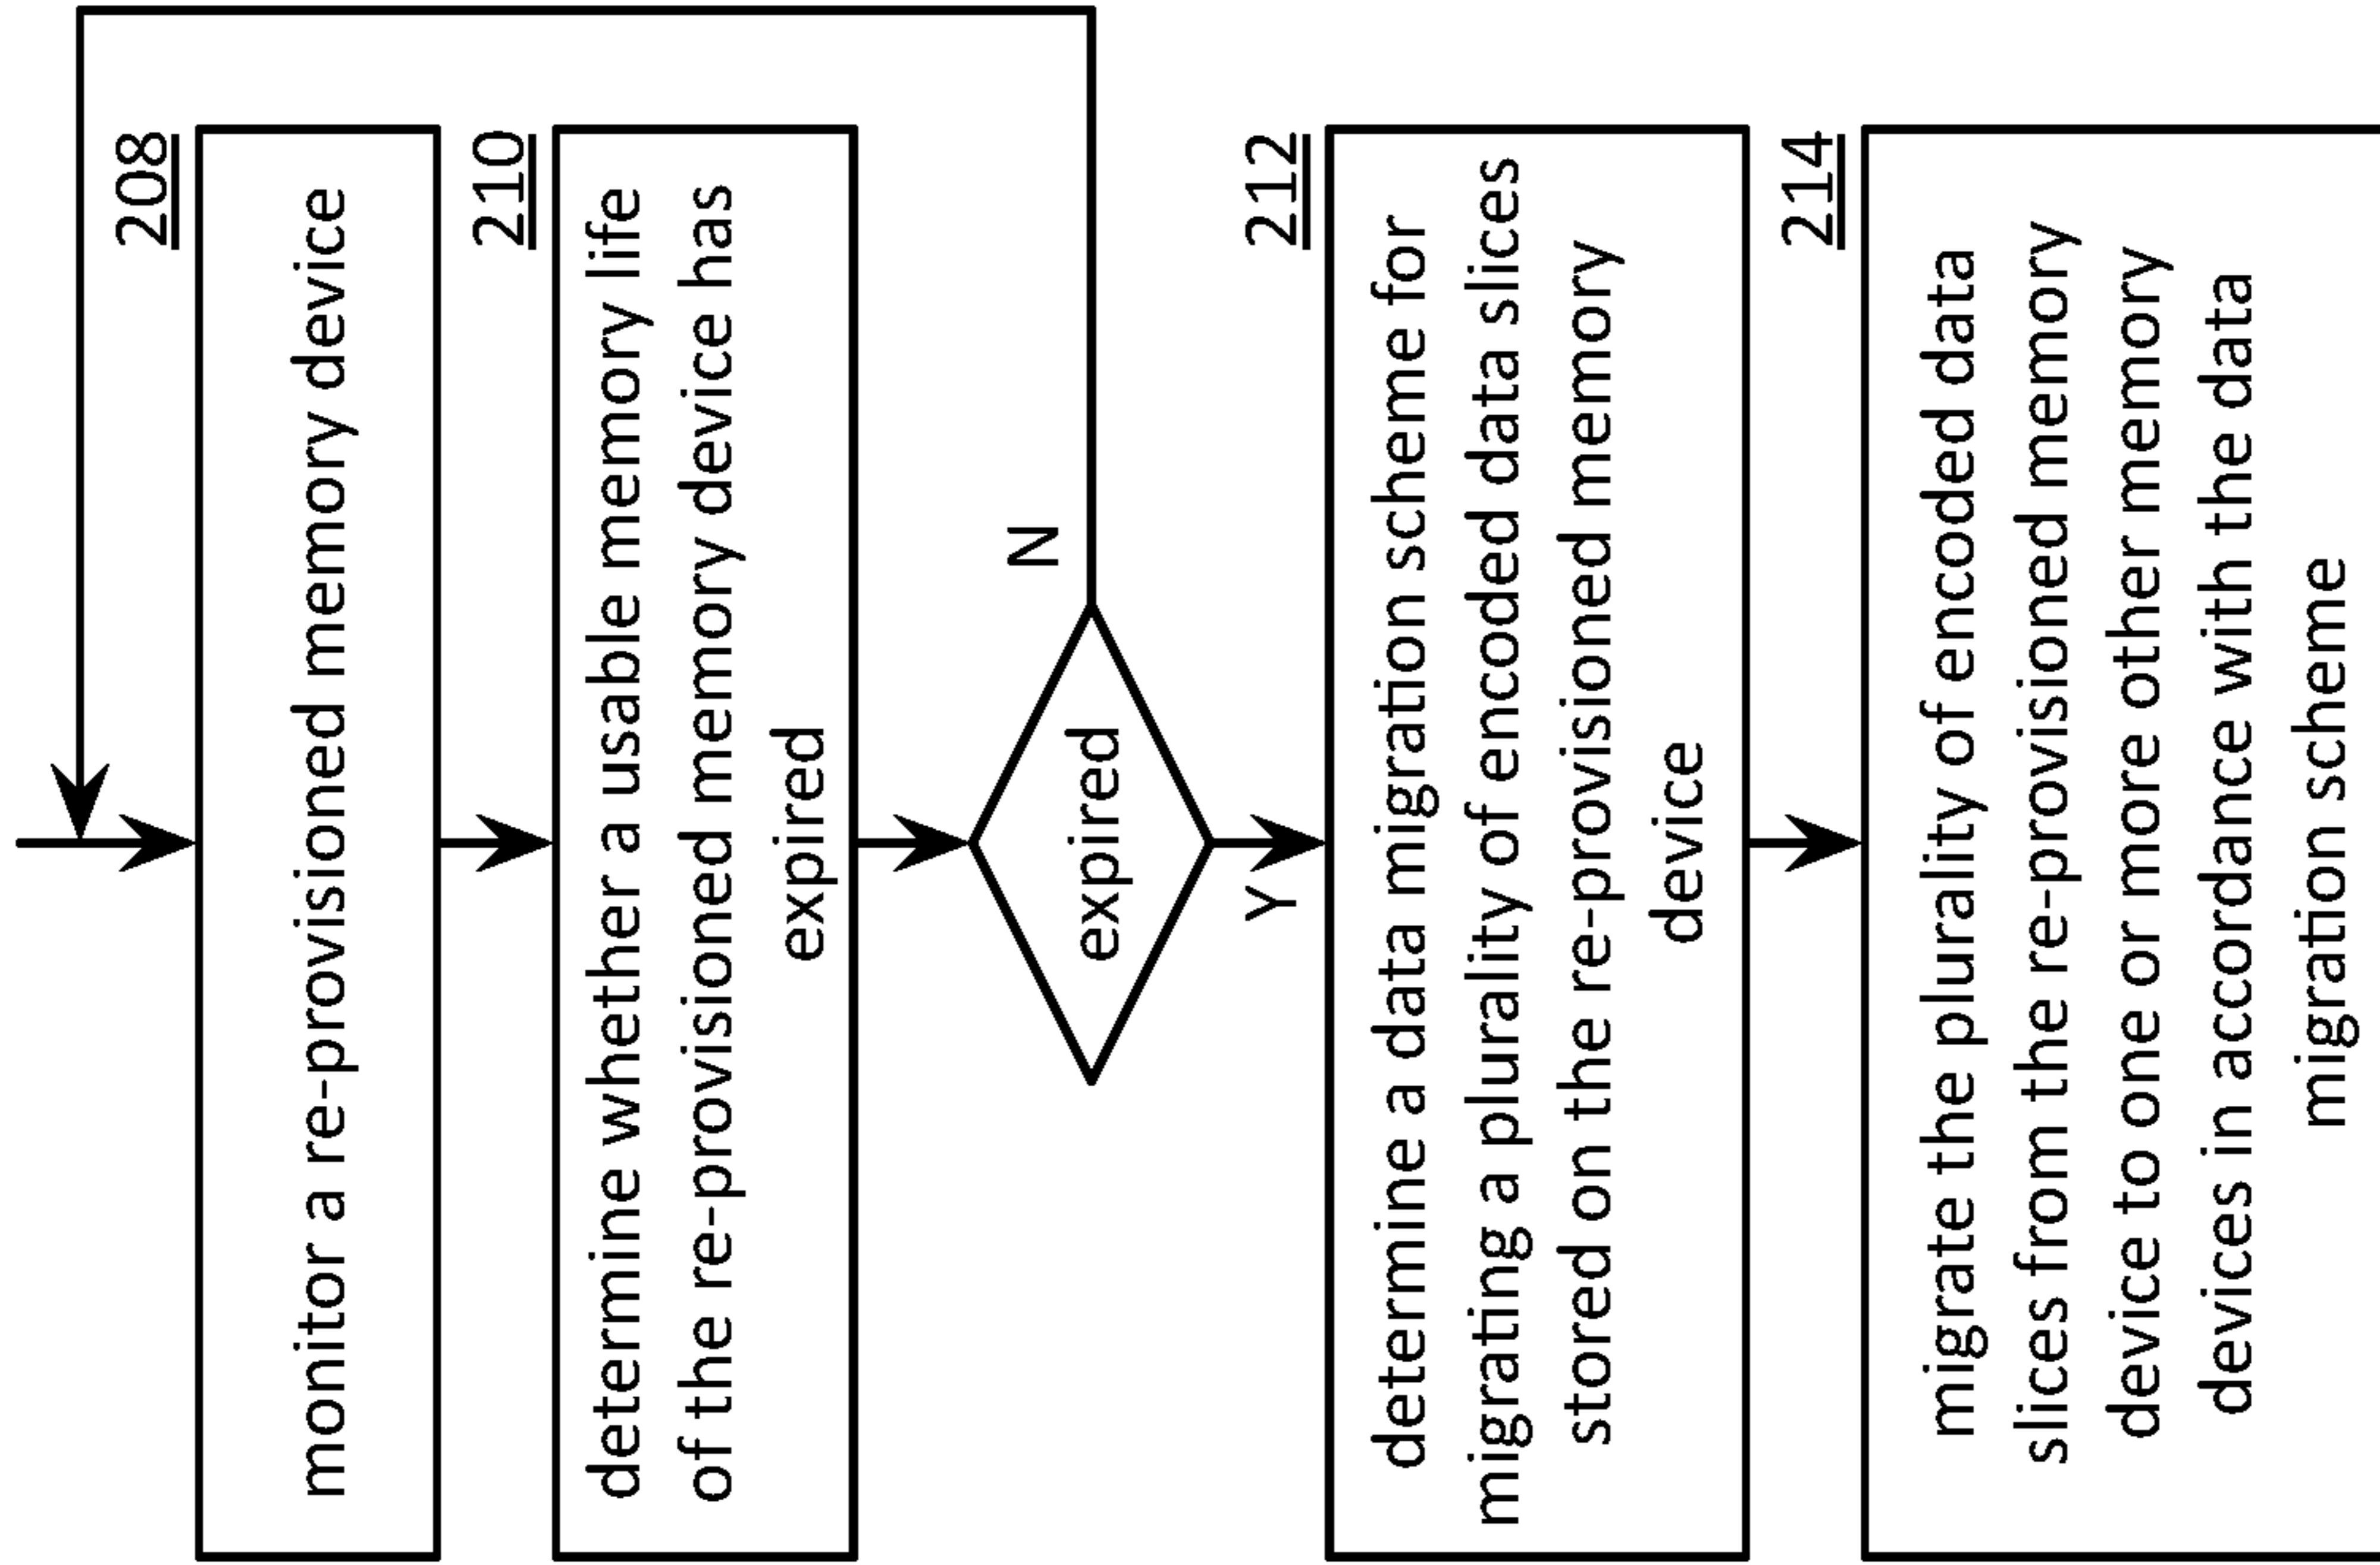 208
monitor a re-provisioned memory device
210
determine whether a usable memory life
of the re-provisioned memory device has
expired
expired
N
Y
212
determine a data migration scheme for
migrating a plurality of encoded data slices
stored on the re-provisioned memory
device
214
migrate the plurality of encoded data
slices from the re-provisioned memory
device to one or more other memory
devices in accordance with the data
migration scheme